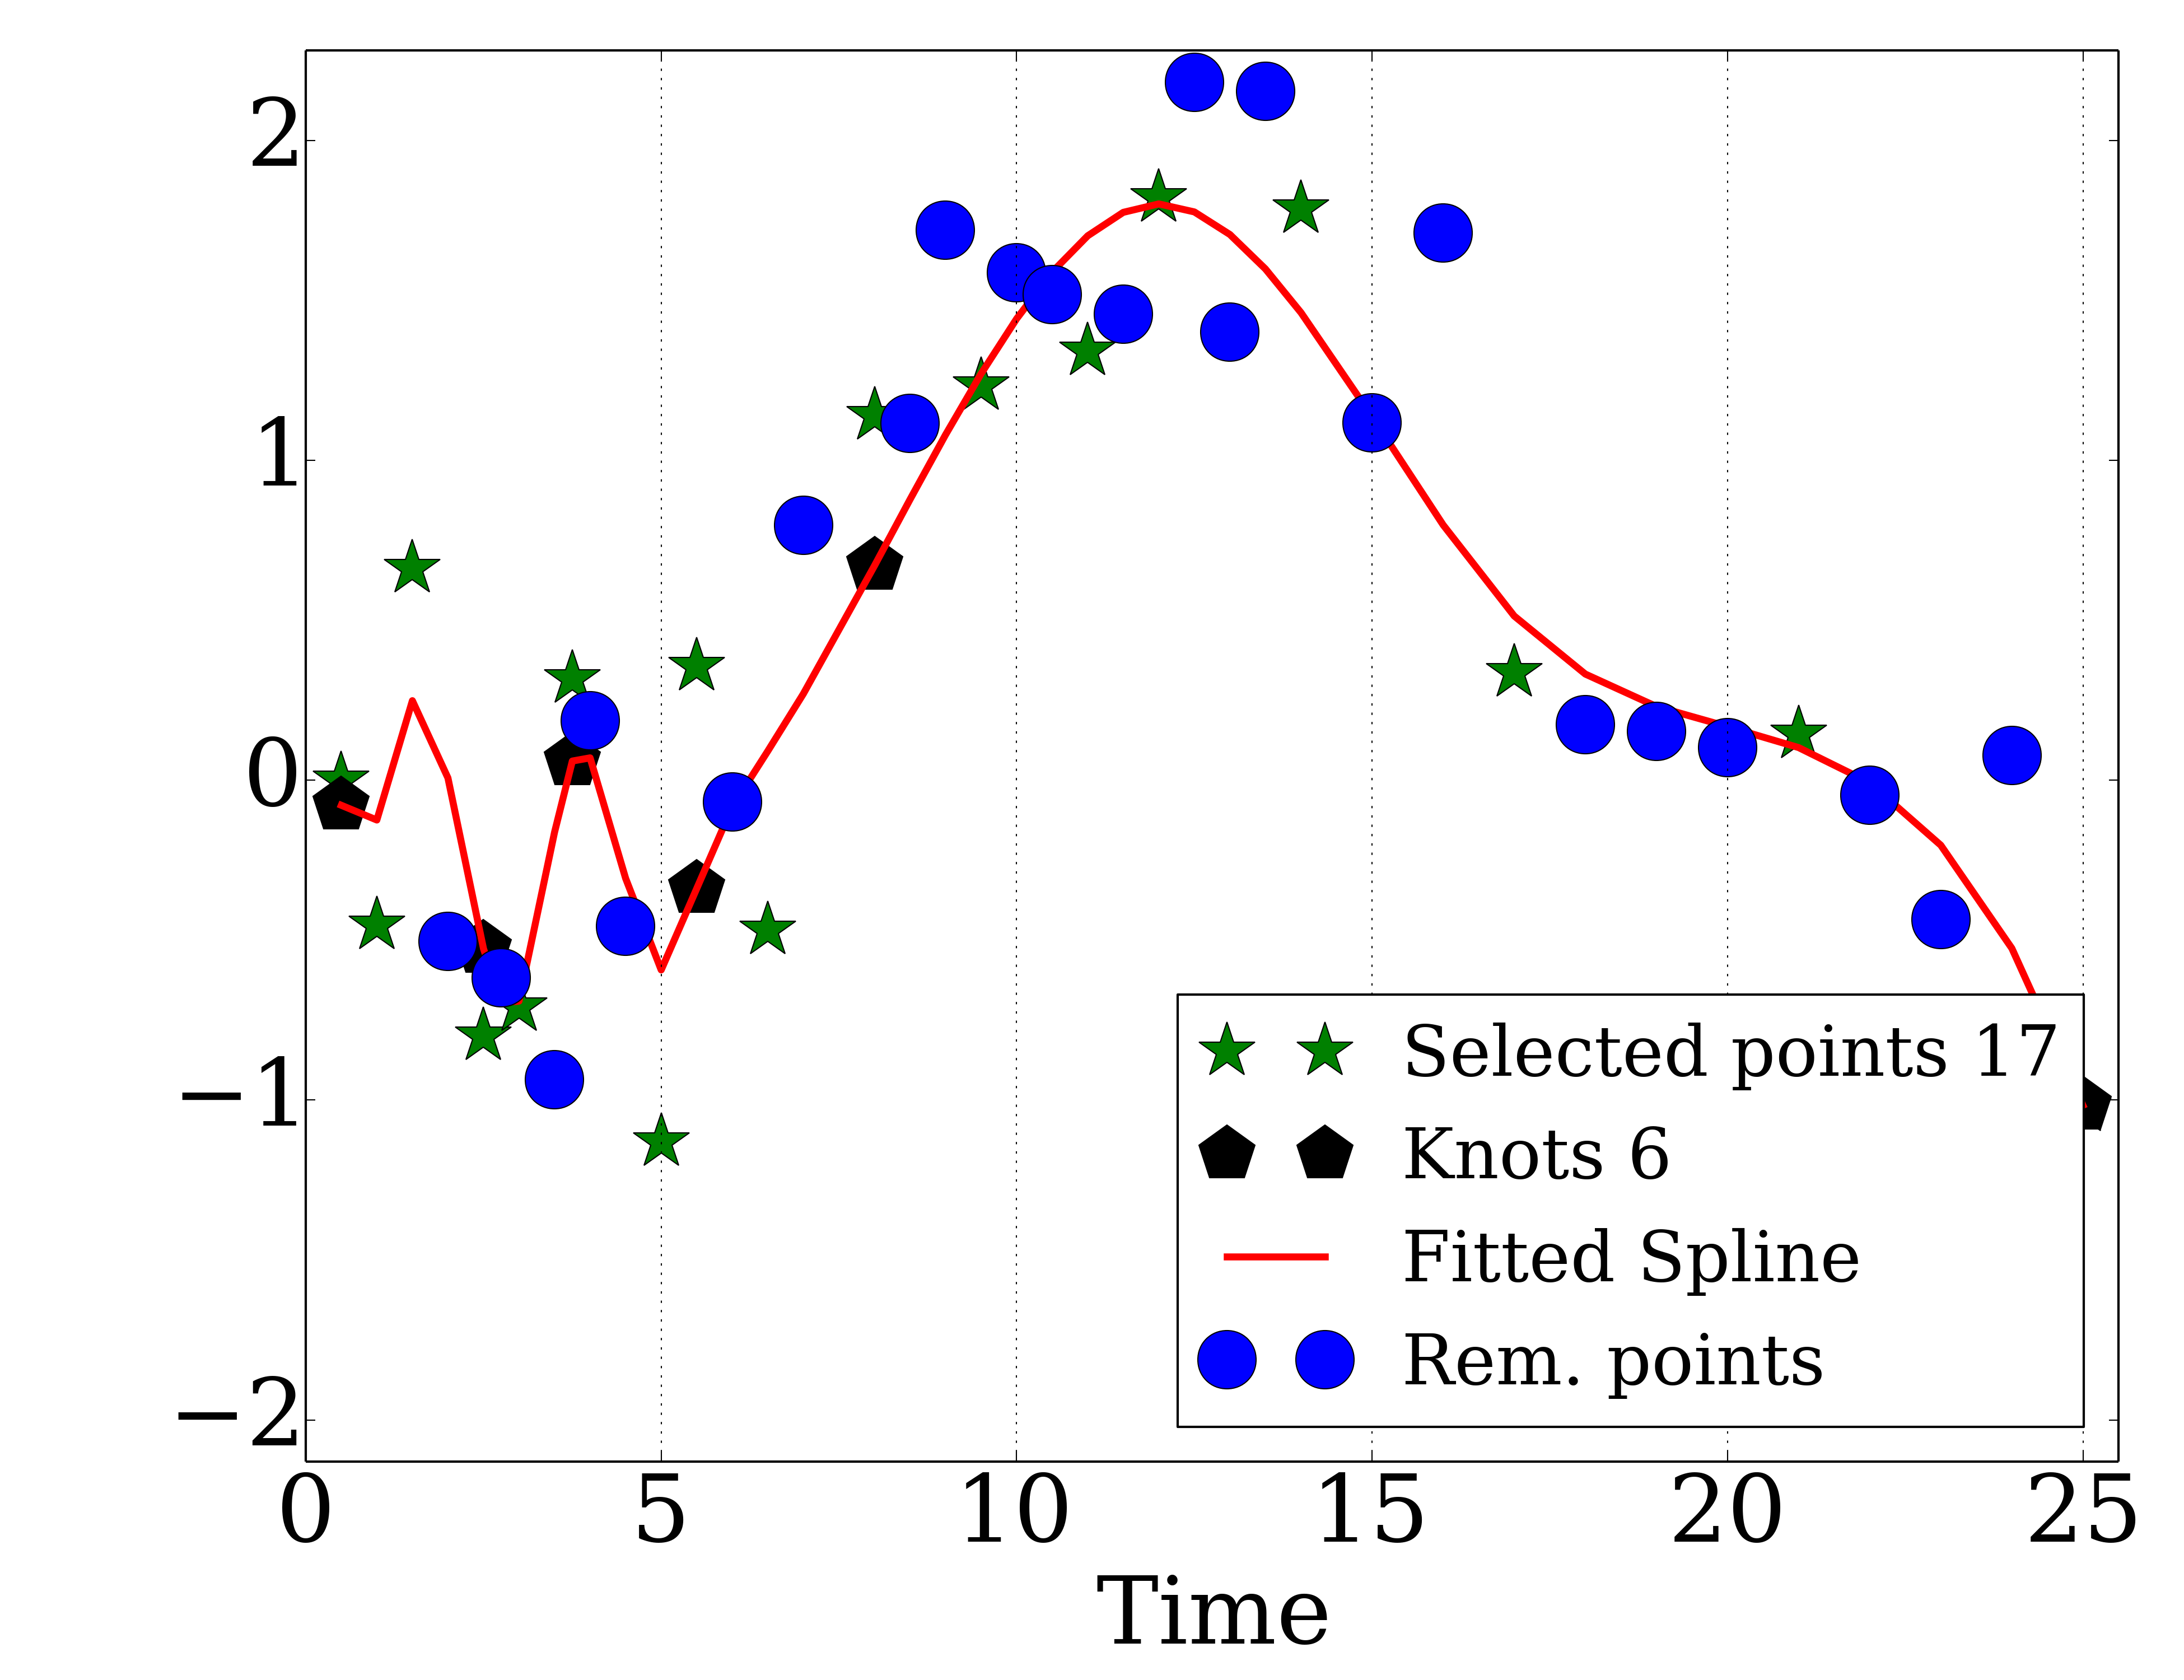 2
1
0
−1
−2
0 5 10 15 20 25
Time
Selected points 17
Knots 6
Fitted Spline
Rem. points